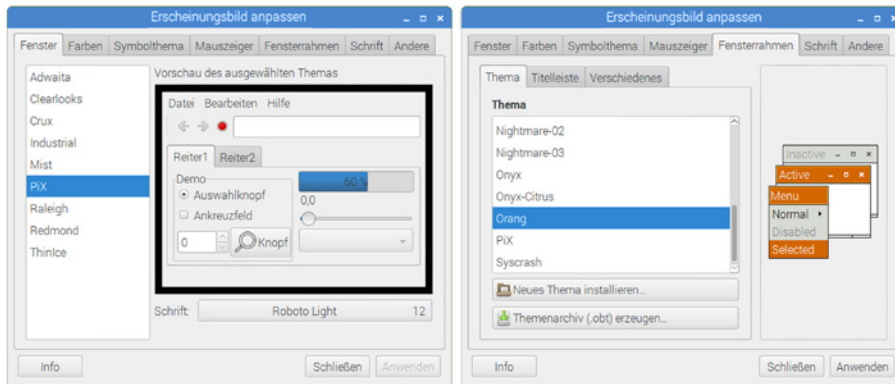 Erscheinungsbild anpassen
Fenster Farben Symbolthema Mauszeiger Fensterrahmen Schrift Andere
Adwaita
Clearlooks
Crux
Industrial
Mist
PiX
Raleigh
Redmond
ThinIce
Vorschau des ausgewählten Themas
Datei Bearbeiten Hilfe
Reiter1 Reiter2
Demo
Auswahlknopf
Ankreuzfeld
0
Knopf
60 %
0,0
Schrift: Roboto Light 12
Info Schließen Anwenden
Erscheinungsbild anpassen
Fenster Farben Symbolthema Mauszeiger Fensterrahmen Schrift Andere
Thema Titelleiste Verschiedenes
Thema
Nightmare-02
Nightmare-03
Onyx
Onyx-Citrus
Orang
PiX
Syscrash
Neues Thema installieren...
Themenarchiv (.obt) erzeugen...
Inactive
Active
Menu
Normal
Disabled
Selected
Info Schließen Anwenden